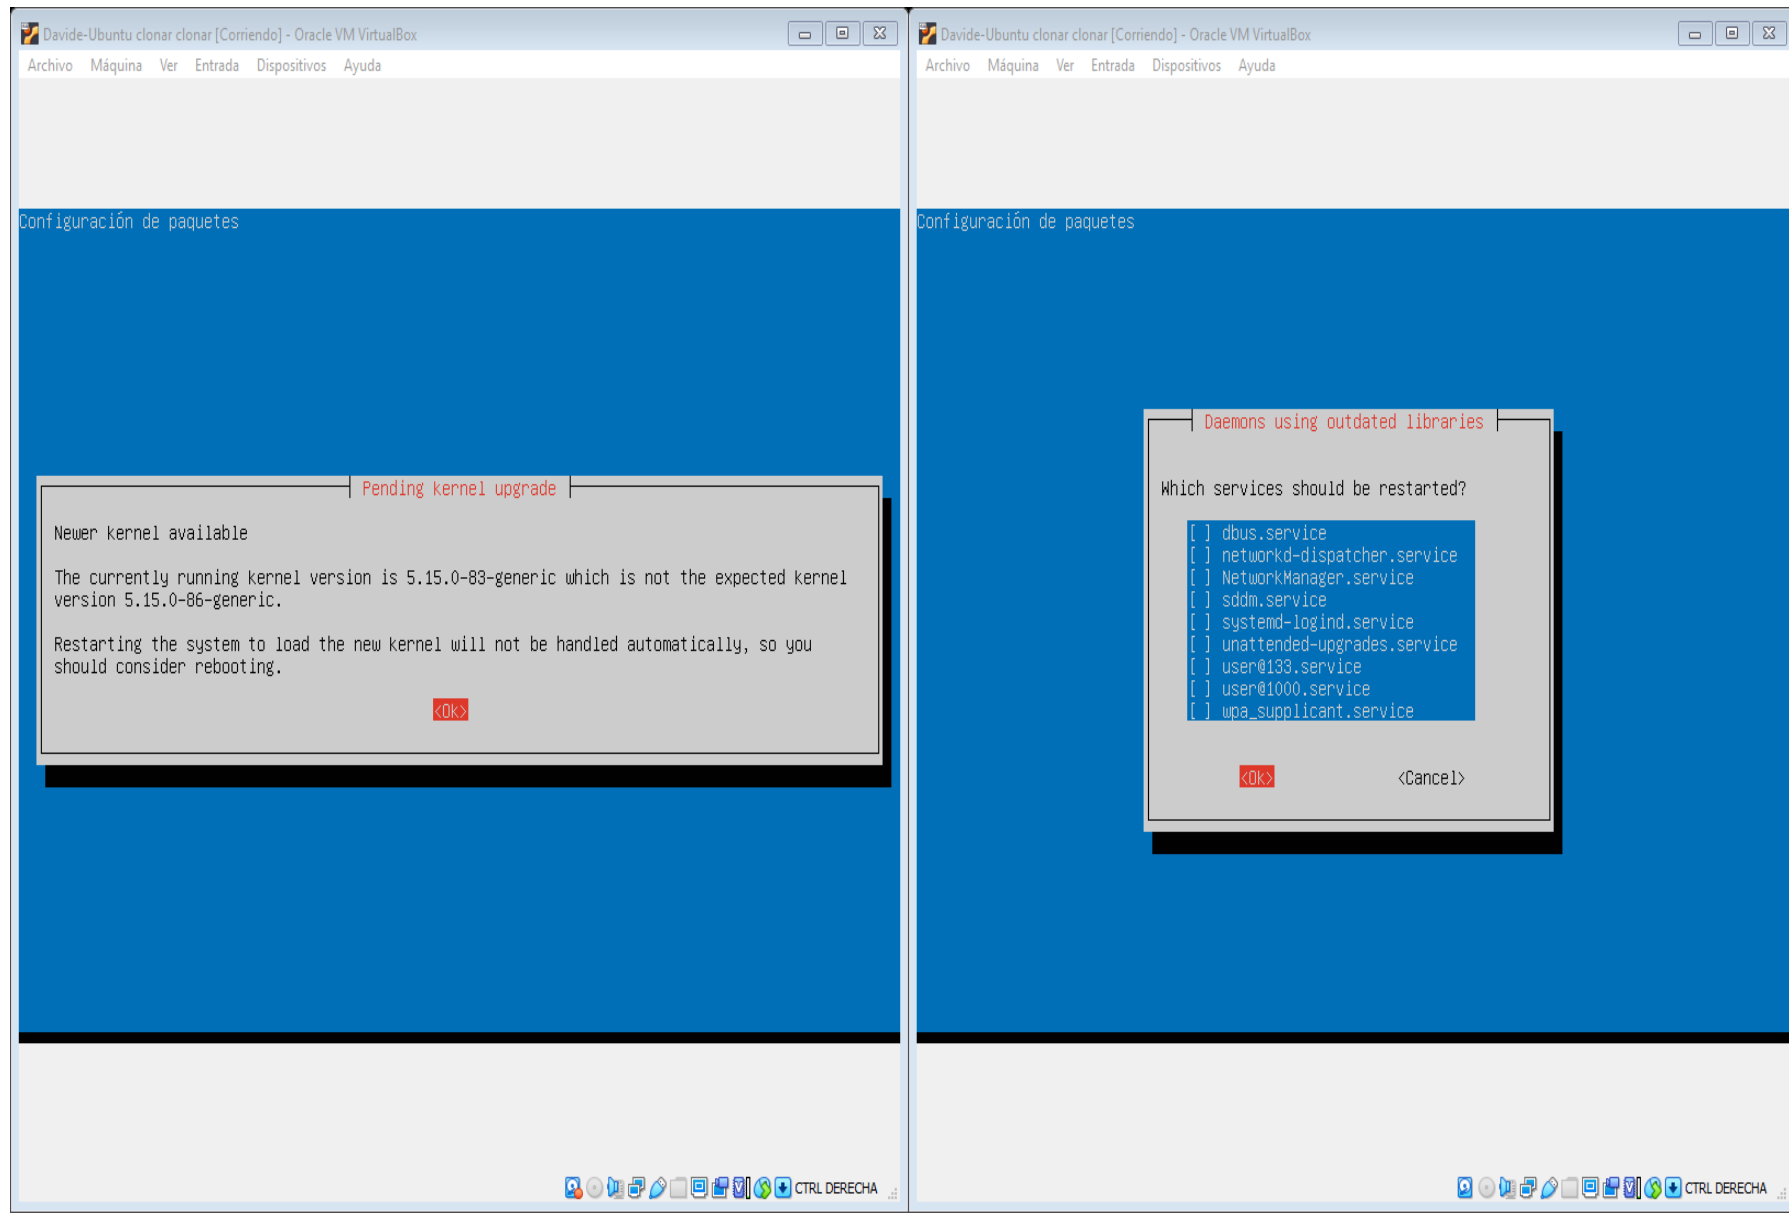 Davide-Ubuntu clonar clonar [Corriendo] - Oracle VM VirtualBox
Archivo Máquina Ver Entrada Dispositivos Ayuda
Configuración de paquetes
Pending kernel upgrade
Newer kernel available
The currently running kernel version is 5.15.0-83-generic which is not the expected kernel
version 5.15.0-86-generic.
Restarting the system to load the new kernel will not be handled automatically, so you
should consider rebooting.
<Ok>
CTRL DERECHA
Davide-Ubuntu clonar clonar [Corriendo] - Oracle VM VirtualBox
Archivo Máquina Ver Entrada Dispositivos Ayuda
Configuración de paquetes
Daemons using outdated libraries
Which services should be restarted?
[ ] dbus.service
[ ] networkd-dispatcher.service
[ ] NetworkManager.service
[ ] sddm.service
[ ] systemd-logind.service
[ ] unattended-upgrades.service
[ ] user@133.service
[ ] user@1000.service
[ ] wpa_supplicant.service
<Ok> <Cancel>
CTRL DERECHA